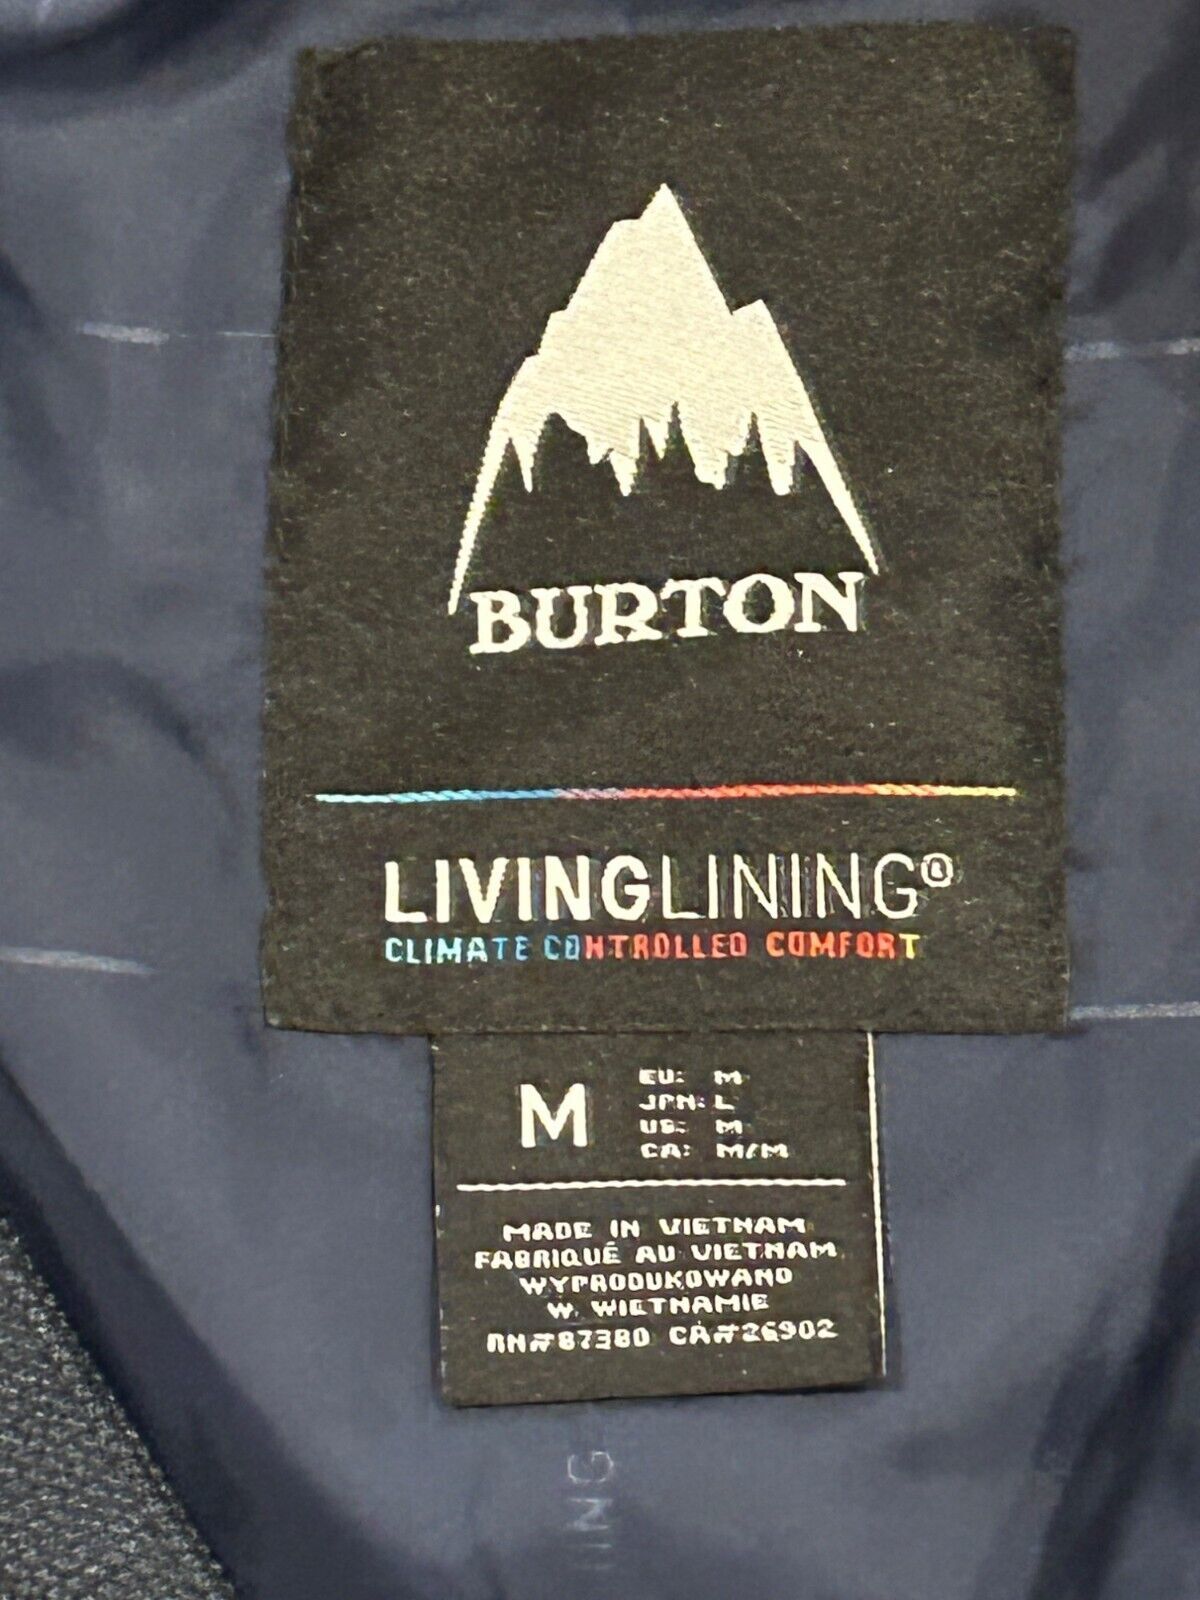 BURTON
LIVINGLINING®
CLIMATE CONTROLLED COMFORT
M
EU: M
JPN: L
US: M
CA: M/M
MADE IN VIETNAM
FABRIQUÉ AU VIETNAM
WYPRODUKOWANO
W. WIETNAMIE
RN#87380 CA#26902
ING